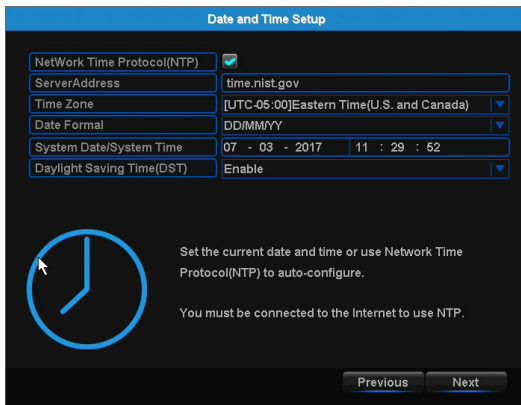 Date and Time Setup
NetWork Time Protocol(NTP)
ServerAddress time.nist.gov
Time Zone [UTC-05:00]Eastern Time(U.S. and Canada)
Date Formal DD/MM/YY
System Date/System Time 07 - 03 - 2017 11 : 29 : 52
Daylight Saving Time(DST) Enable
Set the current date and time or use Network Time
Protocol(NTP) to auto-configure.
You must be connected to the Internet to use NTP.
Previous Next